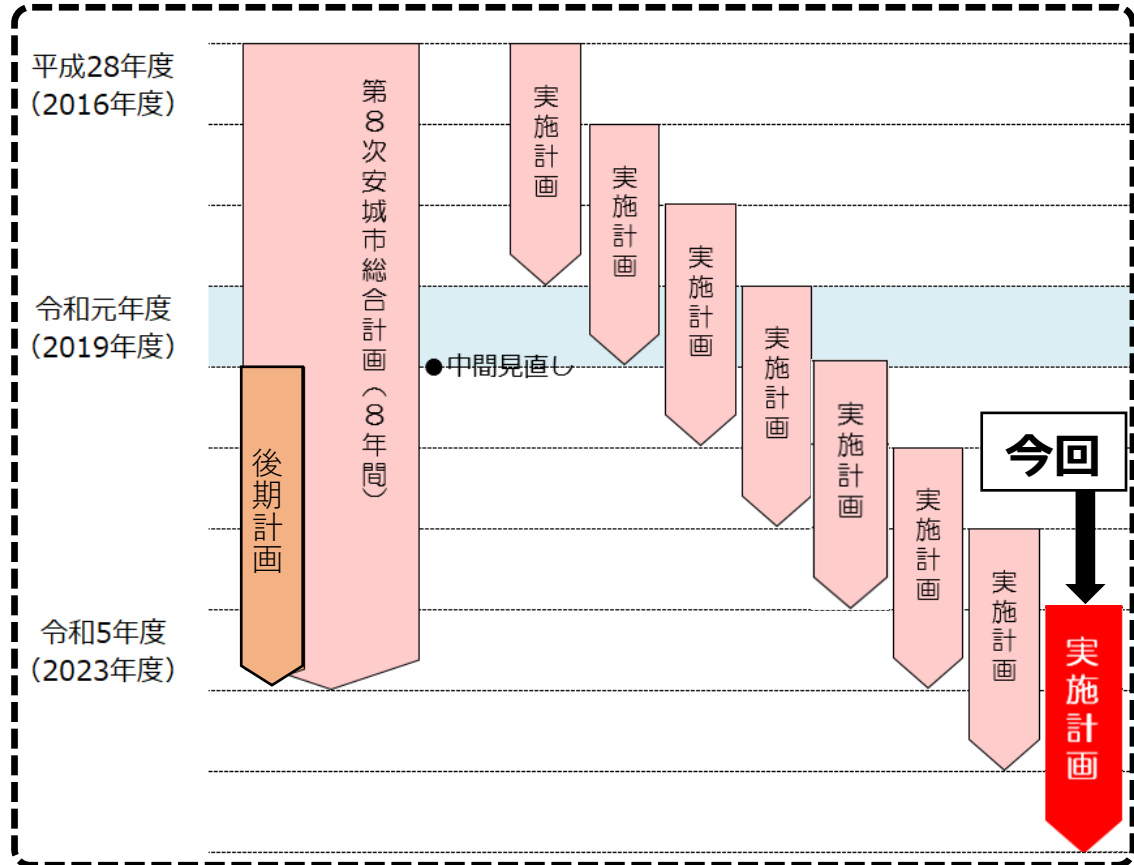 平成28年度
（2016年度）
令和元年度
（2019年度）
令和5年度
（2023年度）
第８次安城市総合計画（８年間）
後期計画
●中間見直し
実施計画
実施計画
実施計画
実施計画
実施計画
実施計画
実施計画
今回
実施計画